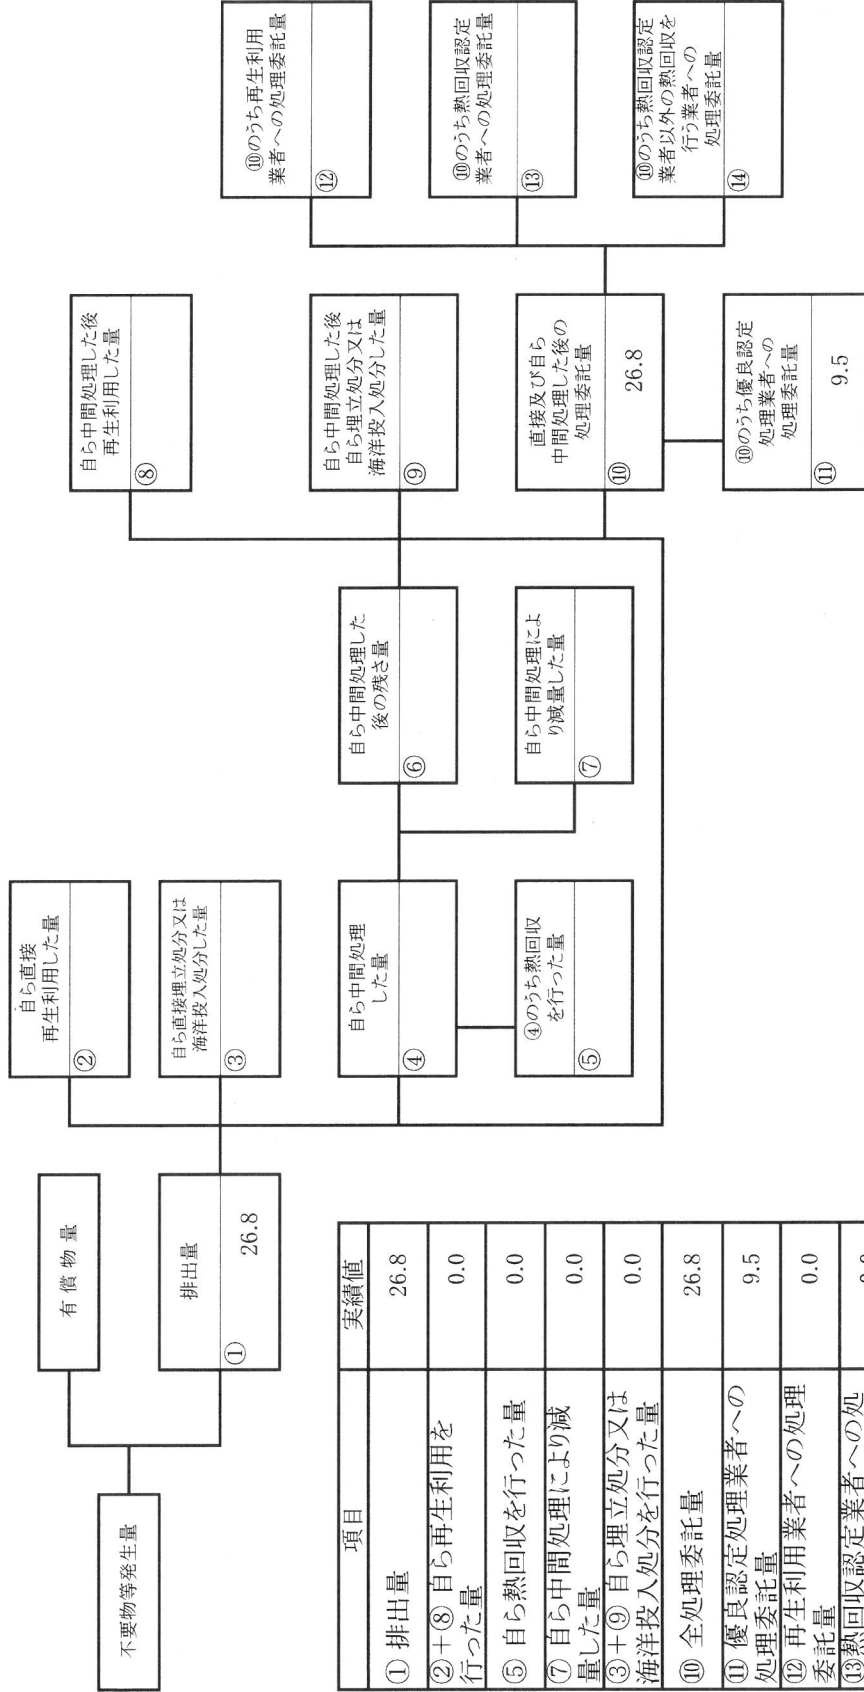 不要物等発生量
有償物量
排出量
①
26.8
自ら直接
再生利用した量
②
自ら直接埋立処分又は
海洋投入処分した量
③
自ら中間処理
した量
④
④のうち熱回収
を行った量
⑤
自ら中間処理した
後の残さ量
⑥
自ら中間処理によ
り減量した量
⑦
自ら中間処理した後
再生利用した量
⑧
自ら中間処理した後
自ら埋立処分又は
海洋投入処分した量
⑨
直接及び自ら
中間処理した後の
処理委託量
⑩
26.8
⑩のうち優良認定
処理業者への
処理委託量
⑪
9.5
⑩のうち再生利用
業者への処理委託量
⑫
⑩のうち熱回収認定
業者への処理委託量
⑬
⑩のうち熱回収認定
業者以外の熱回収を
行う業者への
処理委託量
⑭
項目 実績値
① 排出量 26.8
②+⑧ 自ら再生利用を
行った量 0.0
⑤ 自ら熱回収を行った量 0.0
⑦ 自ら中間処理により減
量した量 0.0
③+⑨ 自ら埋立処分又は
海洋投入処分を行った量 0.0
⑩ 全処理委託量 26.8
⑪ 優良認定処理業者への
処理委託量 9.5
⑫ 再生利用業者への処理
委託量 0.0
⑬熱回収認定業者への処